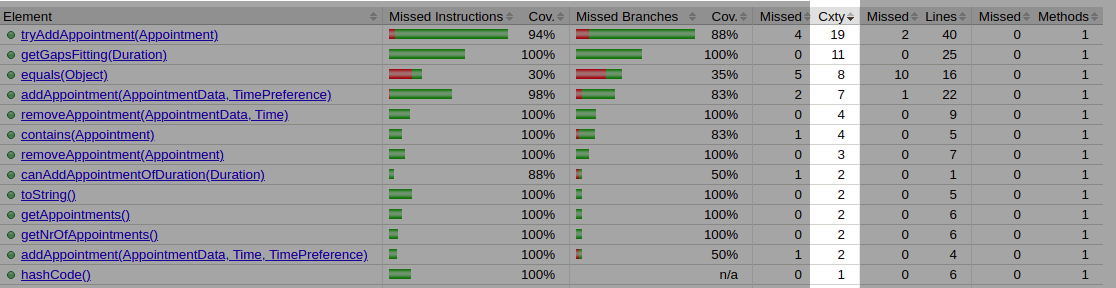 Element Missed Instructions Cov. Missed Branches Cov. Missed Cxty Missed Lines Missed Methods
tryAddAppointment(Appointment) 94% 88% 4 19 2 40 0 1
getGapsFitting(Duration) 100% 100% 0 11 0 25 0 1
equals(Object) 30% 35% 5 8 10 16 0 1
addAppointment(AppointmentData, TimePreference) 98% 83% 2 7 1 22 0 1
removeAppointment(AppointmentData, Time) 100% 100% 0 4 0 9 0 1
contains(Appointment) 100% 83% 1 4 0 5 0 1
removeAppointment(Appointment) 100% 100% 0 3 0 7 0 1
canAddAppointmentOfDuration(Duration) 88% 50% 1 2 0 1 0 1
toString() 100% 100% 0 2 0 5 0 1
getAppointments() 100% 100% 0 2 0 6 0 1
getNrOfAppointments() 100% 100% 0 2 0 6 0 1
addAppointment(AppointmentData, Time, TimePreference) 100% 50% 1 2 0 4 0 1
hashCode() 100% n/a 0 1 0 6 0 1